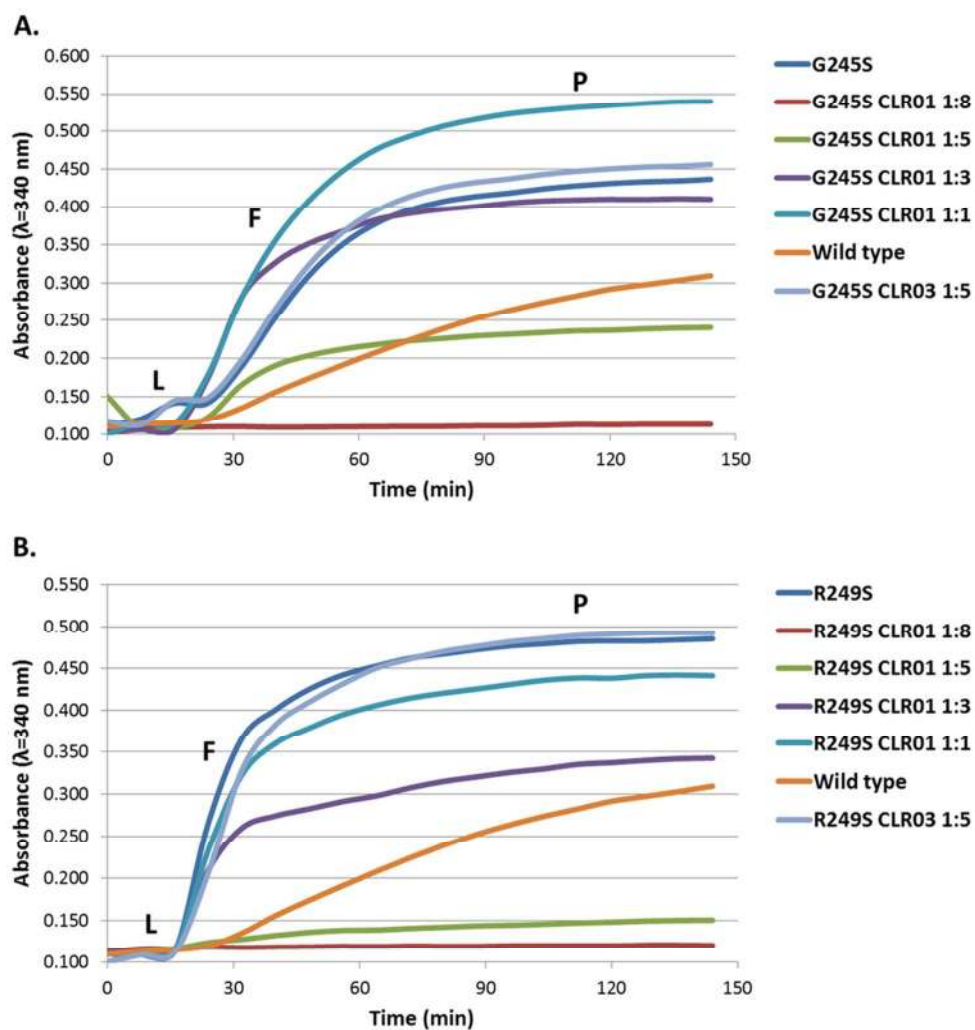 A.
0.600
0.550
0.500
0.450
0.400
0.350
0.300
0.250
0.200
0.150
0.100
Absorbance (λ=340 nm)
L
F
P
0 30 60 90 120 150
Time (min)
G245S
G245S CLR01 1:8
G245S CLR01 1:5
G245S CLR01 1:3
G245S CLR01 1:1
Wild type
G245S CLR03 1:5
B.
0.550
0.500
0.450
0.400
0.350
0.300
0.250
0.200
0.150
0.100
Absorbance (λ=340 nm)
L
F
P
0 30 60 90 120 150
Time (min)
R249S
R249S CLR01 1:8
R249S CLR01 1:5
R249S CLR01 1:3
R249S CLR01 1:1
Wild type
R249S CLR03 1:5